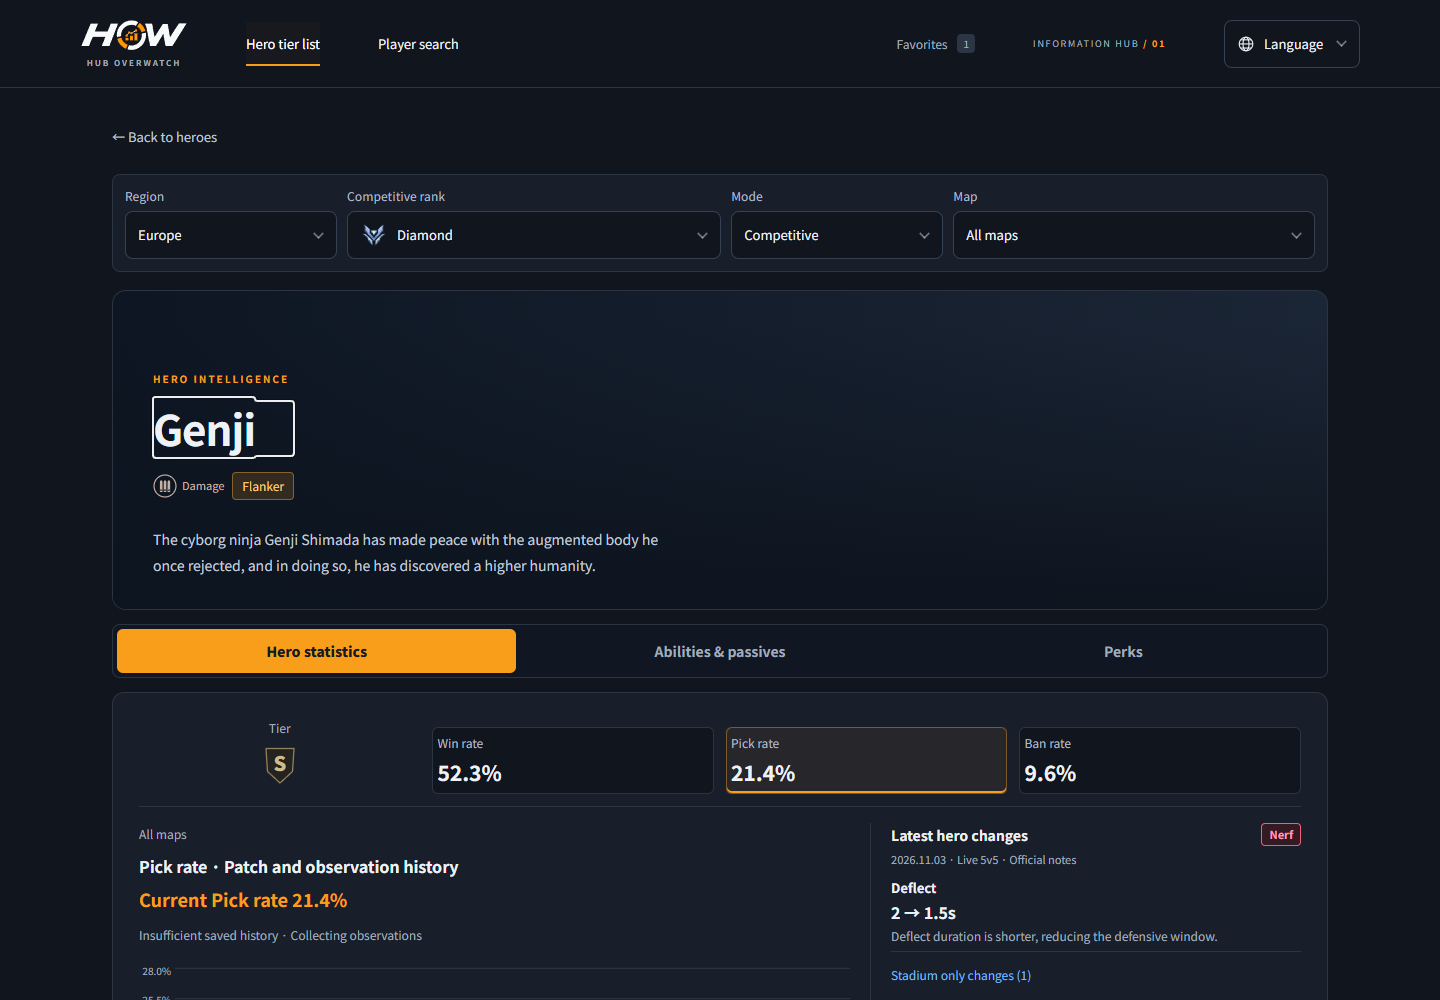 HOW
HUB OVERWATCH
Hero tier list
Player search
Favorites 1
INFORMATION HUB / 01
Language
← Back to heroes
Region
Competitive rank
Mode
Map
Europe
Diamond
Competitive
All maps
HERO INTELLIGENCE
Genji
Damage
Flanker
The cyborg ninja Genji Shimada has made peace with the augmented body he
once rejected, and in doing so, he has discovered a higher humanity.
Hero statistics
Abilities & passives
Perks
Tier
S
Win rate
52.3%
Pick rate
21.4%
Ban rate
9.6%
All maps
Pick rate · Patch and observation history
Current Pick rate 21.4%
Insufficient saved history · Collecting observations
28.0%
Latest hero changes
Nerf
2026.11.03 · Live 5v5 · Official notes
Deflect
2 → 1.5s
Deflect duration is shorter, reducing the defensive window.
Stadium only changes (1)